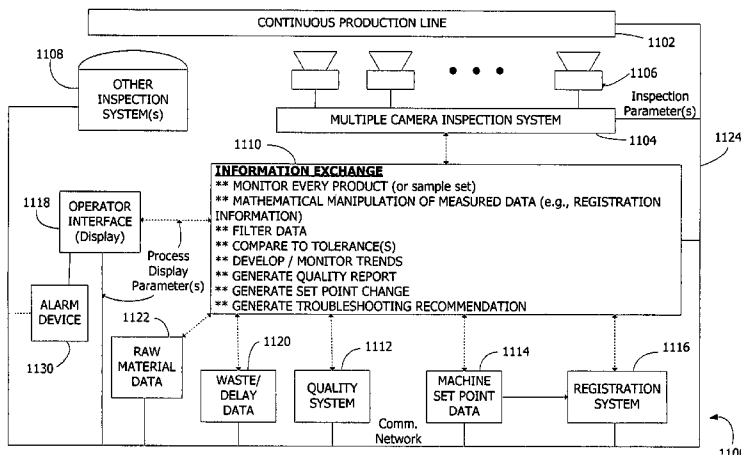 CONTINUOUS PRODUCTION LINE
1102
1108
OTHER
INSPECTION
SYSTEM(s)
1106
Inspection
Parameter(s)
MULTIPLE CAMERA INSPECTION SYSTEM
1104
1124
1110
INFORMATION EXCHANGE
** MONITOR EVERY PRODUCT (or sample set)
** MATHEMATICAL MANIPULATION OF MEASURED DATA (e.g., REGISTRATION
INFORMATION)
** FILTER DATA
** COMPARE TO TOLERANCE(S)
** DEVELOP / MONITOR TRENDS
** GENERATE QUALITY REPORT
** GENERATE SET POINT CHANGE
** GENERATE TROUBLESHOOTING RECOMMENDATION
1118
OPERATOR
INTERFACE
(Display)
Process
Display
Parameter(s)
ALARM
DEVICE
1130
1122
RAW
MATERIAL
DATA
1120
WASTE/
DELAY
DATA
1112
QUALITY
SYSTEM
1114
MACHINE
SET POINT
DATA
1116
REGISTRATION
SYSTEM
Comm.
Network
1100